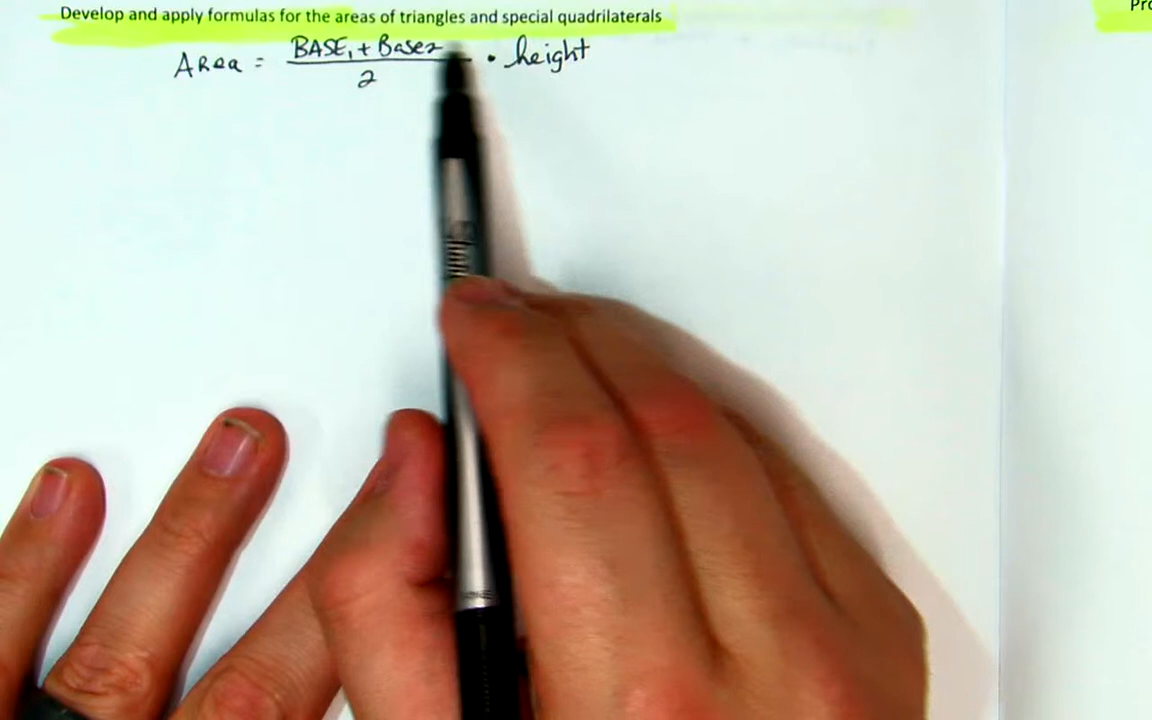 Develop and apply formulas for the areas of triangles and special quadrilaterals
Area = BASE1 + Base2 / 2 · height